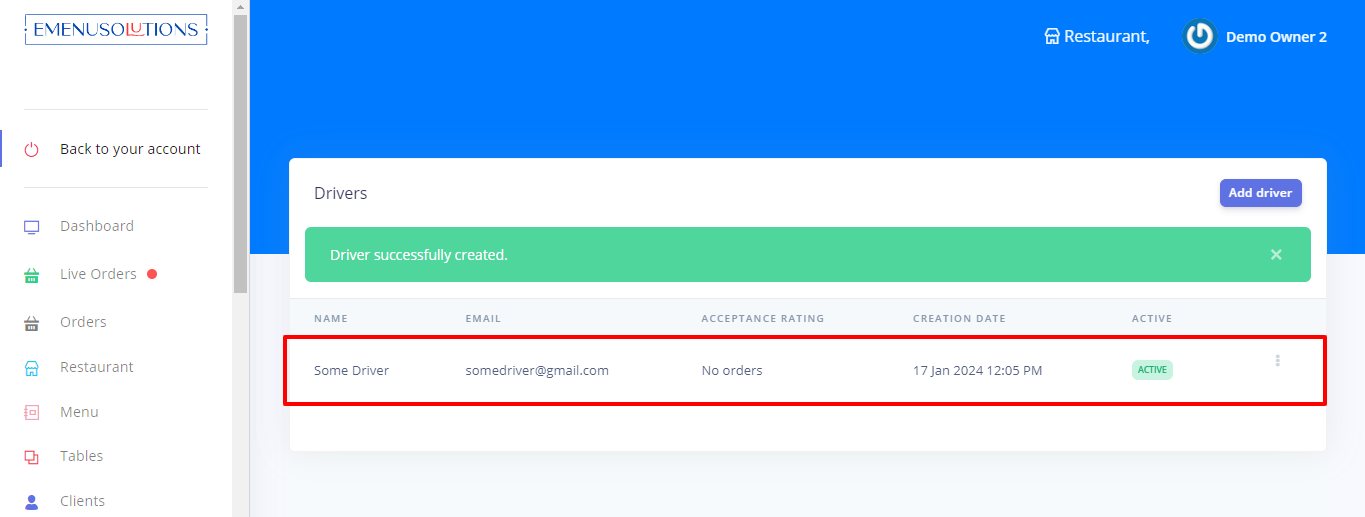 EMENUSOLUTIONS
Restaurant,
Demo Owner 2
Back to your account
Dashboard
Live Orders
Orders
Restaurant
Menu
Tables
Clients
Drivers
Add driver
Driver successfully created.
×
NAME EMAIL ACCEPTANCE RATING CREATION DATE ACTIVE
Some Driver somedriver@gmail.com No orders 17 Jan 2024 12:05 PM ACTIVE